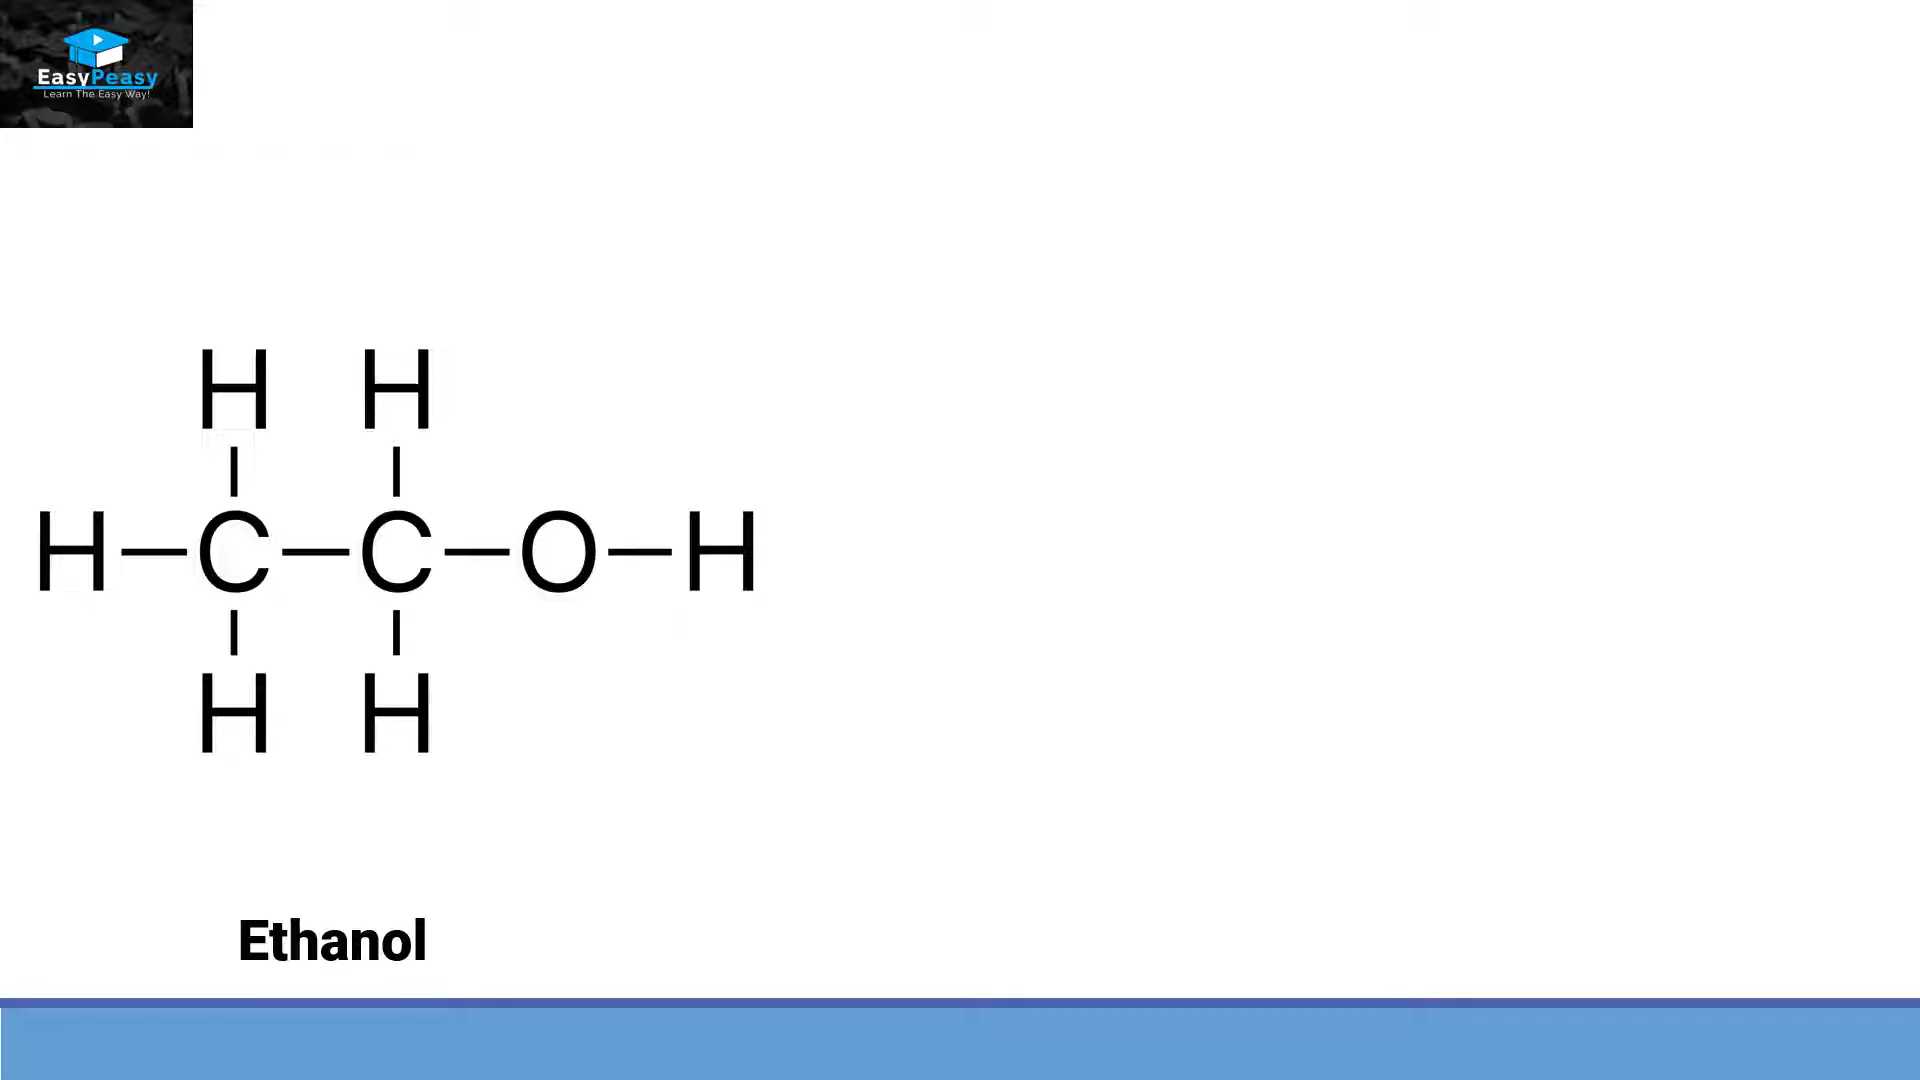 EasyPeasy
Learn The Easy Way!
H H
H C C O H
H H
Ethanol